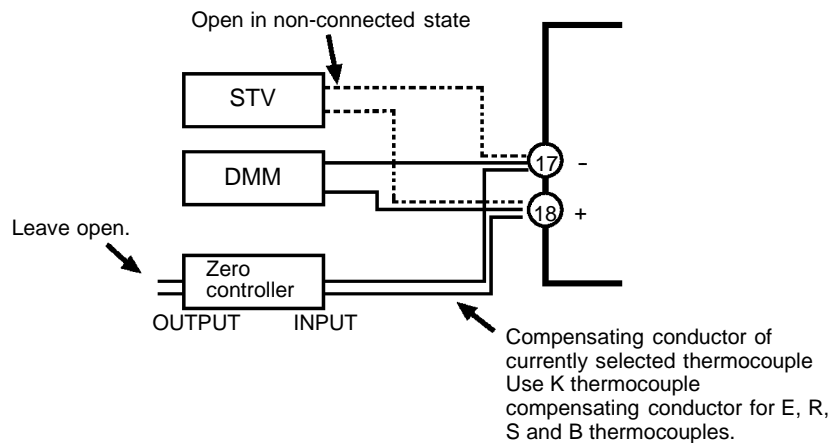 Open in non-connected state
STV
DMM
17 -
18 +
Leave open.
Zero
controller
OUTPUT INPUT
Compensating conductor of
currently selected thermocouple
Use K thermocouple
compensating conductor for E, R,
S and B thermocouples.